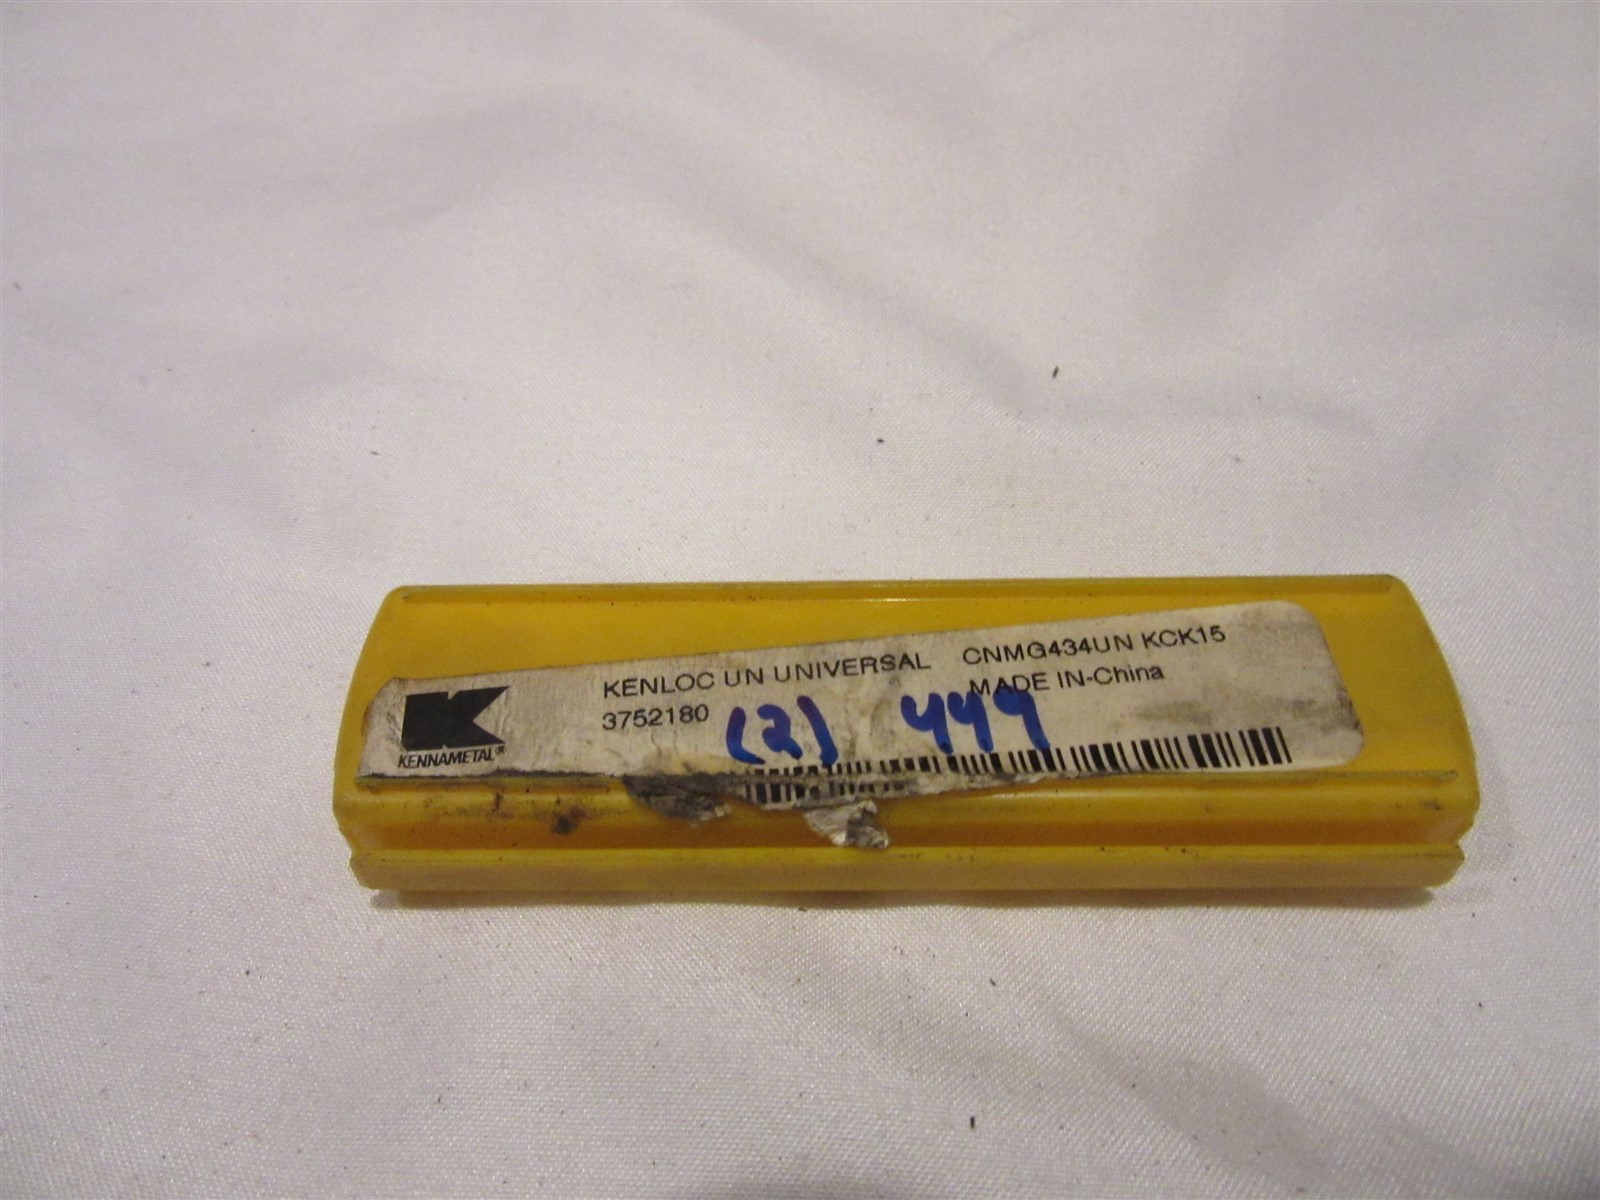 KENLOC UN UNIVERSAL CNMG434UN KCK15
3752180 MADE IN-China
(2) 449
KENNAMETAL®